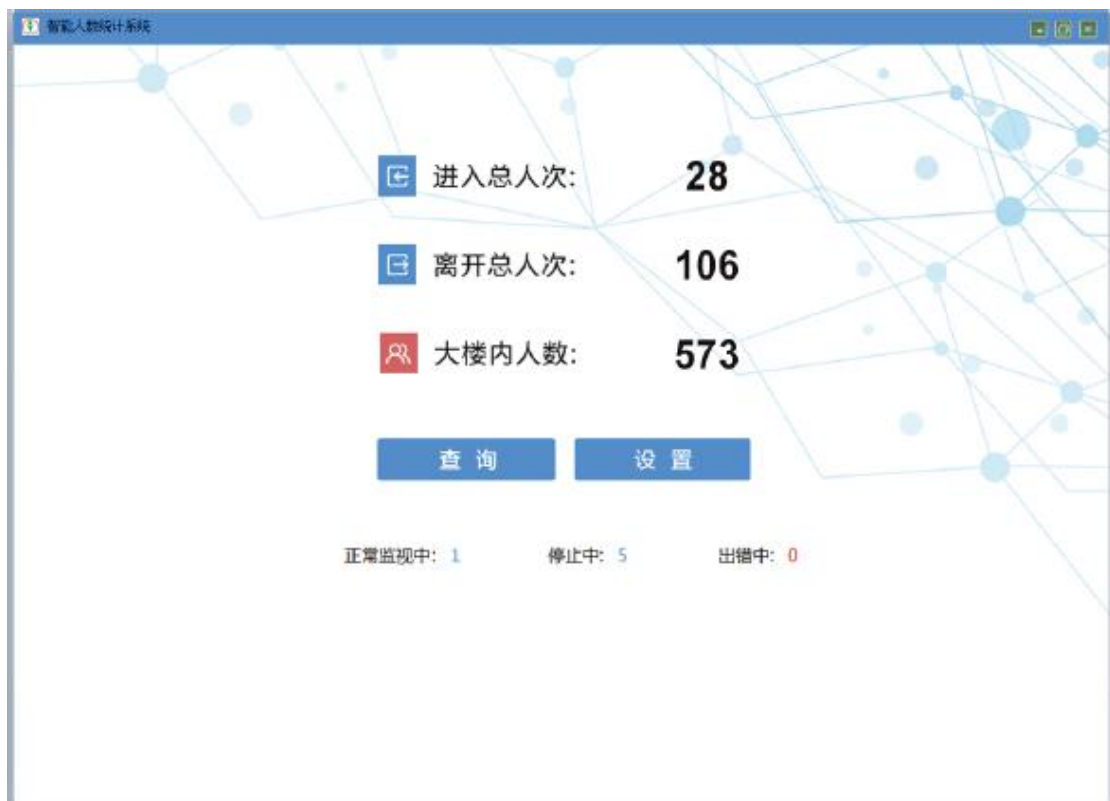 智能人数统计系统
进入总人次: 28
离开总人次: 106
大楼内人数: 573
查 询 设 置
正常监视中: 1 停止中: 5 出错中: 0